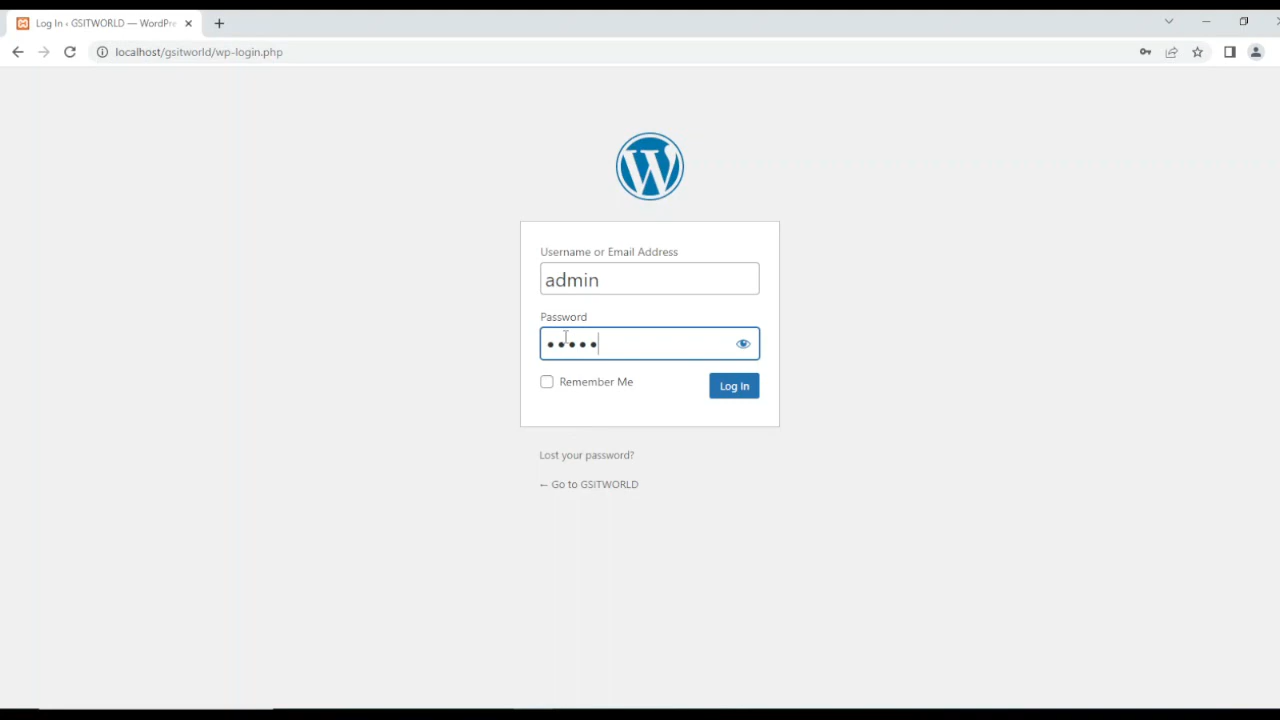 Log In ‹ GSITWORLD — WordPre
localhost/gsitworld/wp-login.php
Username or Email Address
admin
Password
•••••
Remember Me
Log In
Lost your password?
← Go to GSITWORLD